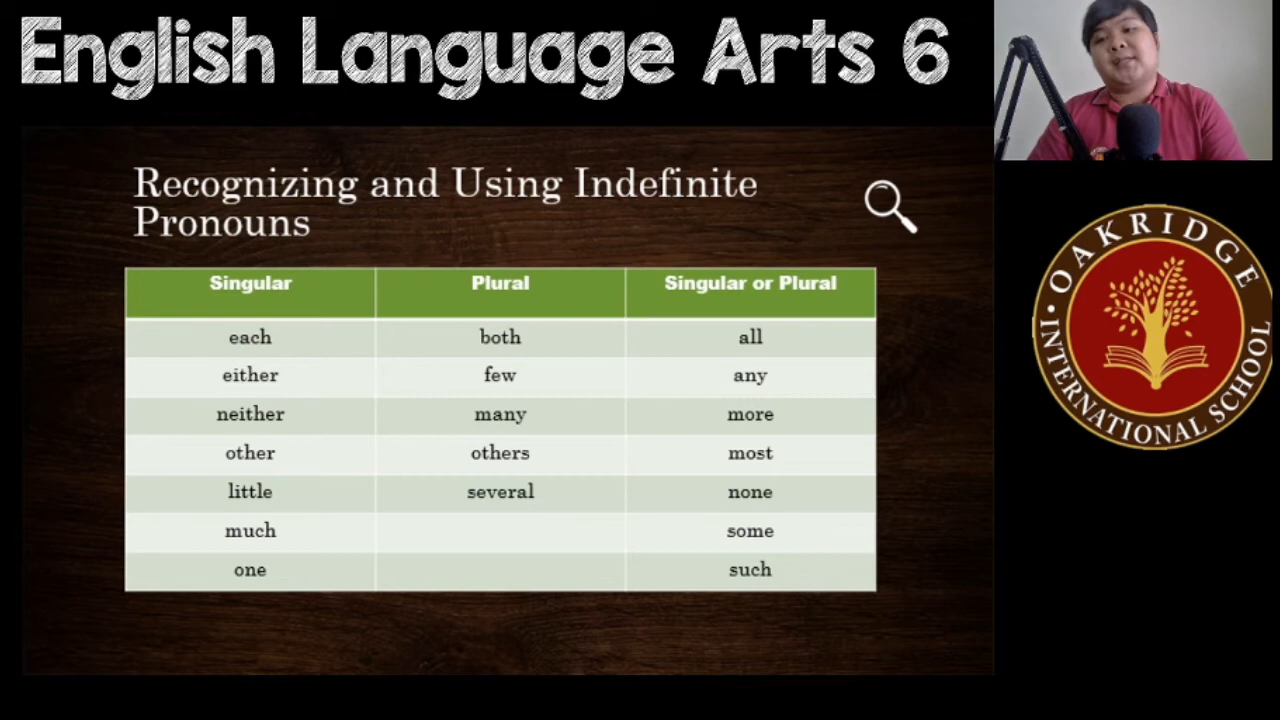 English Language Arts 6
Recognizing and Using Indefinite
Pronouns
Singular Plural Singular or Plural
each both all
either few any
neither many more
other others most
little several none
much some
one such
OAKRIDGE
INTERNATIONAL SCHOOL